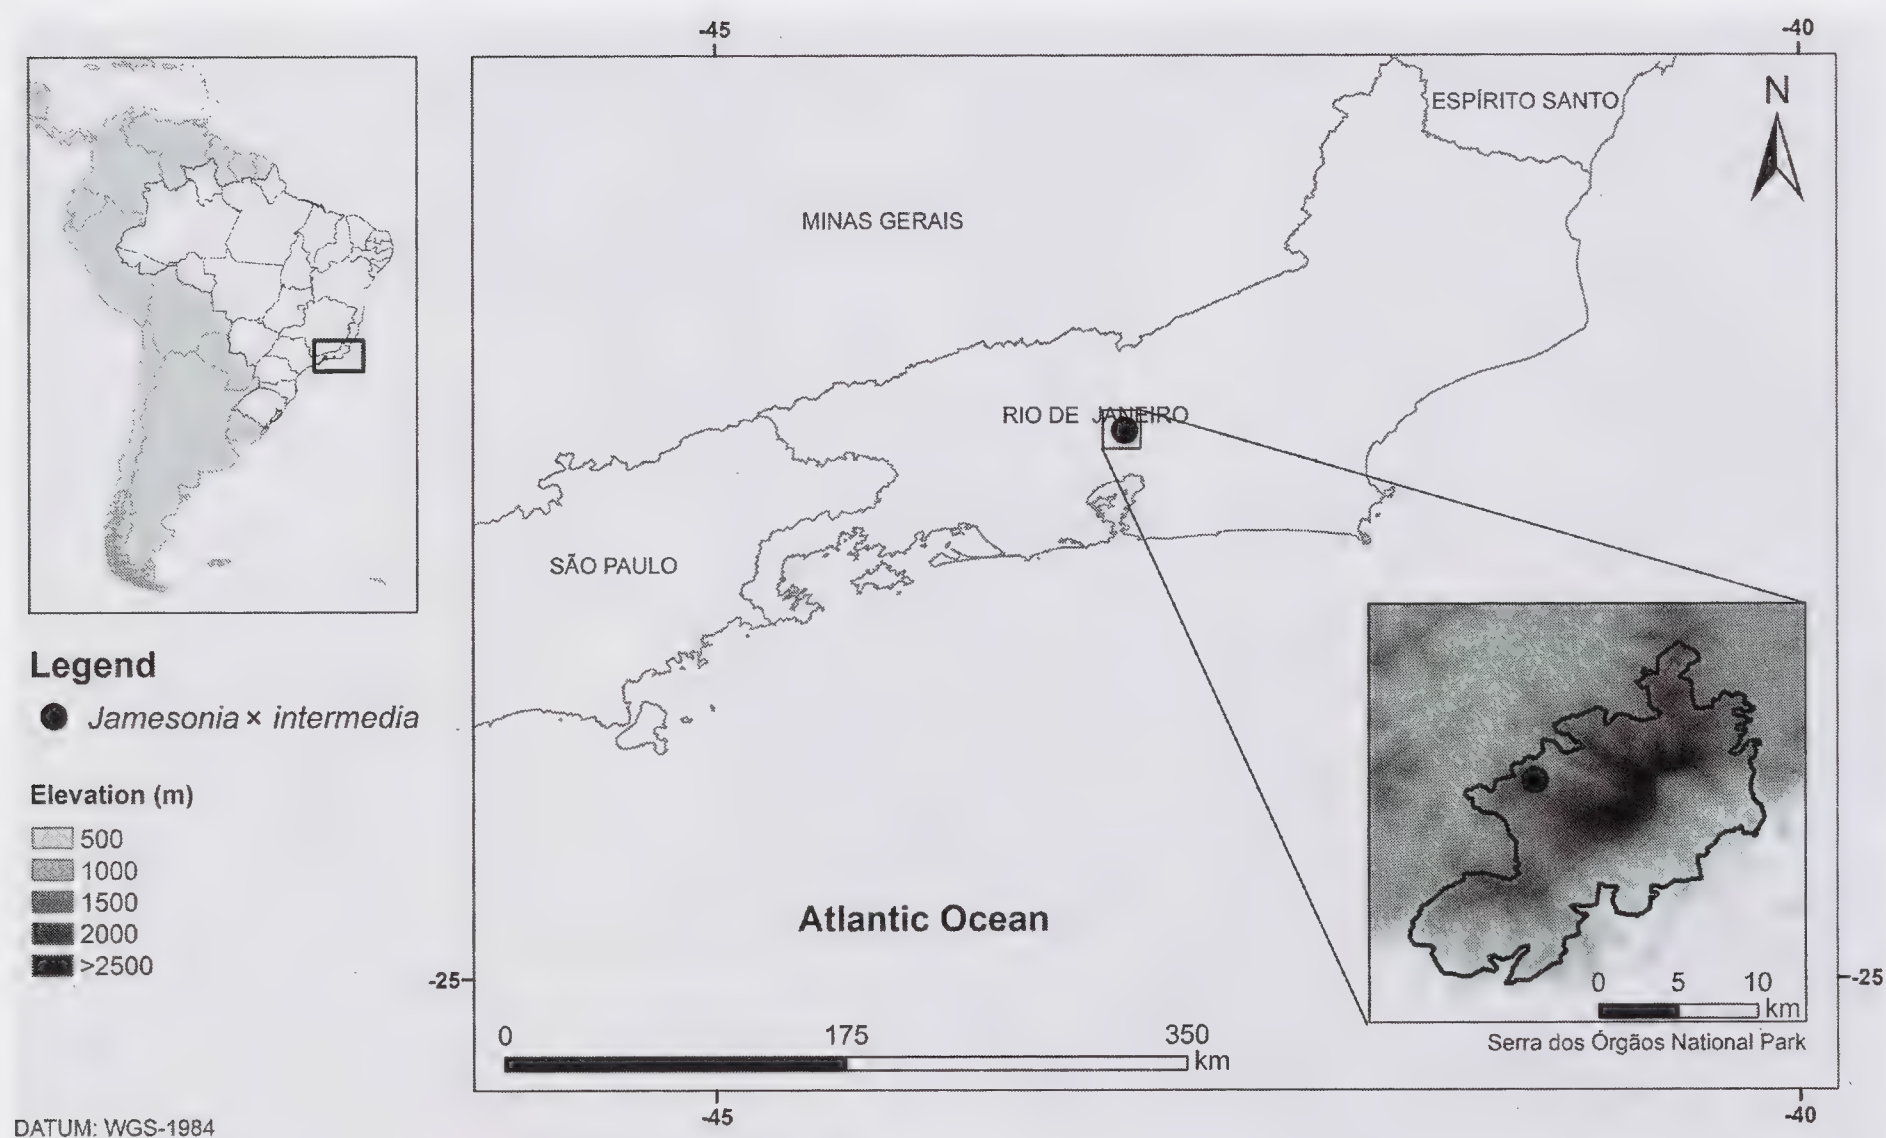 -45
-40
ESPÍRITO SANTO
N
MINAS GERAIS
RIO DE JANEIRO
SÃO PAULO
Legend
Jamesonia × intermedia
Elevation (m)
500
1000
1500
2000
>2500
Atlantic Ocean
-25
-25
0 5 10
km
0 175 350
km
Serra dos Órgãos National Park
-45
-40
DATUM: WGS-1984